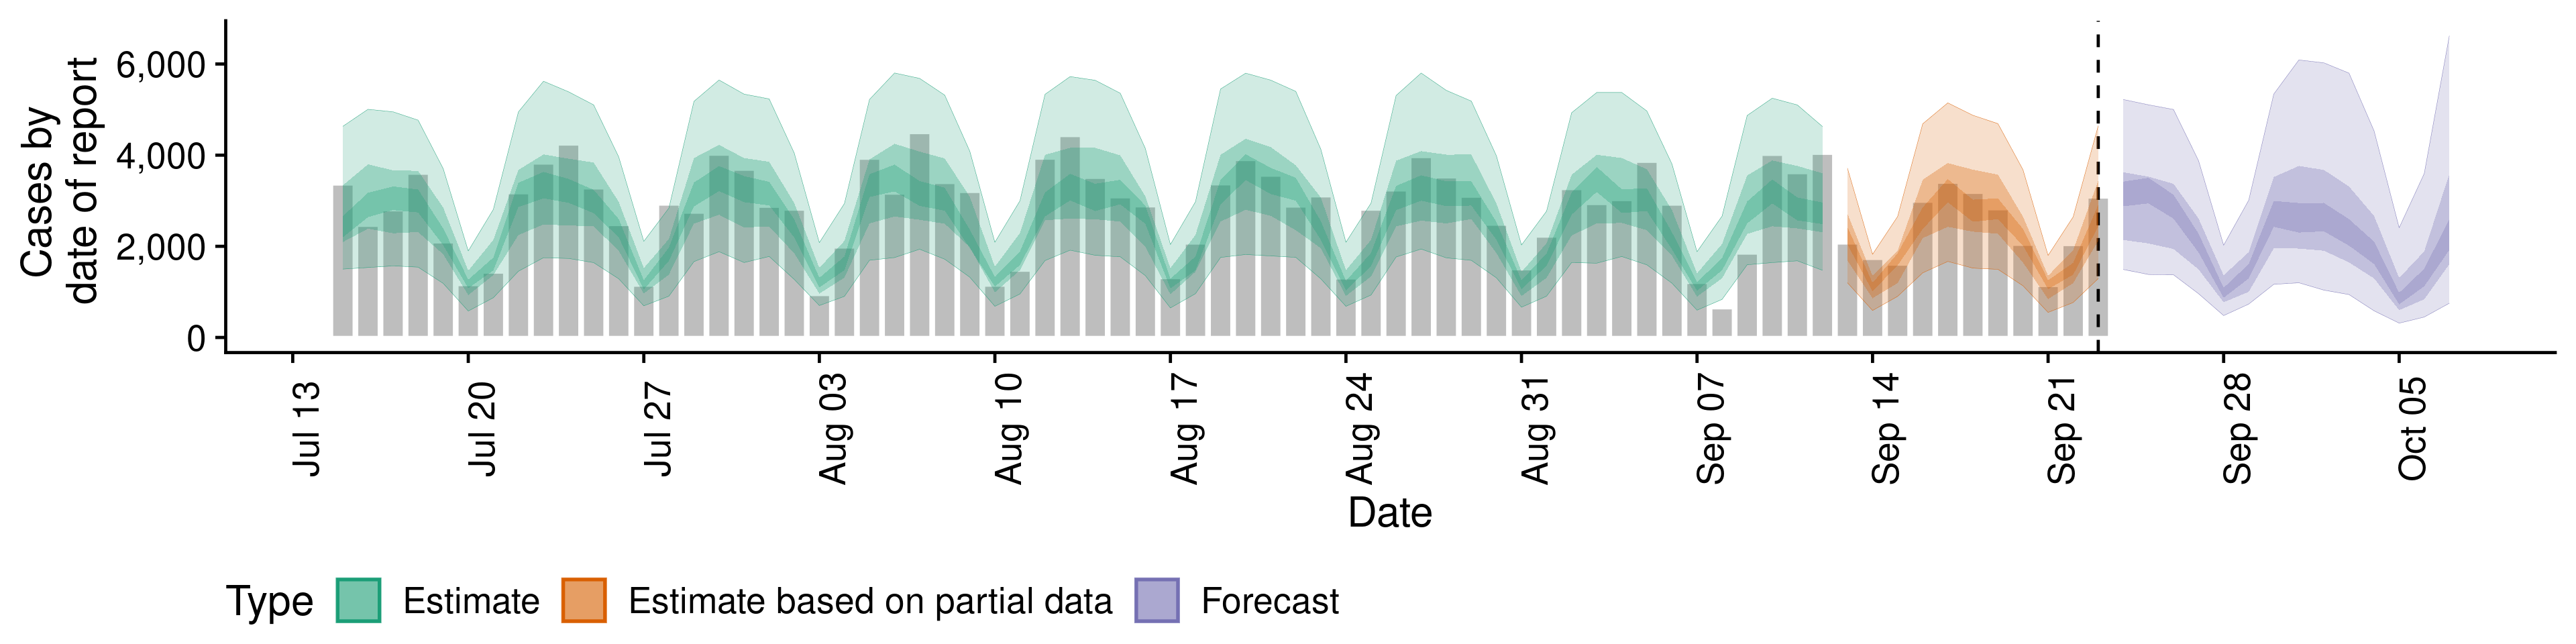 Cases by
date of report
6,000
4,000
2,000
0
Jul 13
Jul 20
Jul 27
Aug 03
Aug 10
Aug 17
Aug 24
Aug 31
Sep 07
Sep 14
Sep 21
Sep 28
Oct 05
Date
Type Estimate Estimate based on partial data Forecast